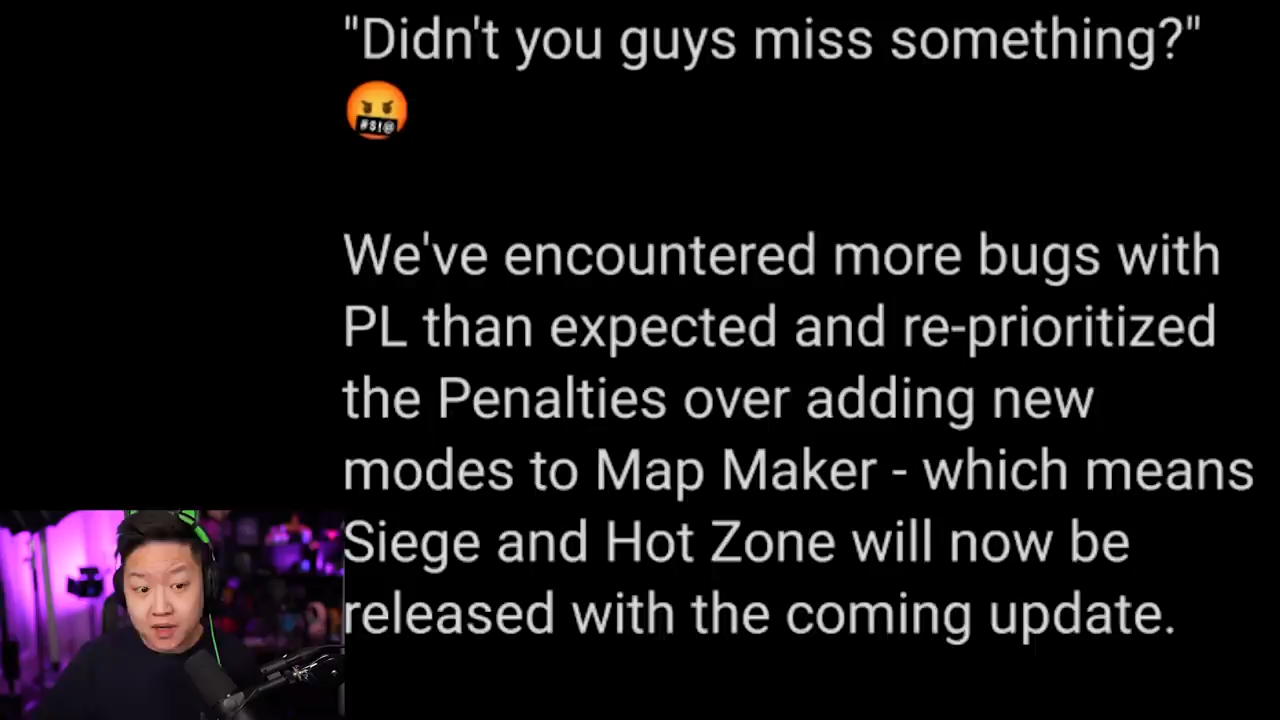 "Didn't you guys miss something?"
🤬
We've encountered more bugs with
PL than expected and re-prioritized
the Penalties over adding new
modes to Map Maker - which means
Siege and Hot Zone will now be
released with the coming update.